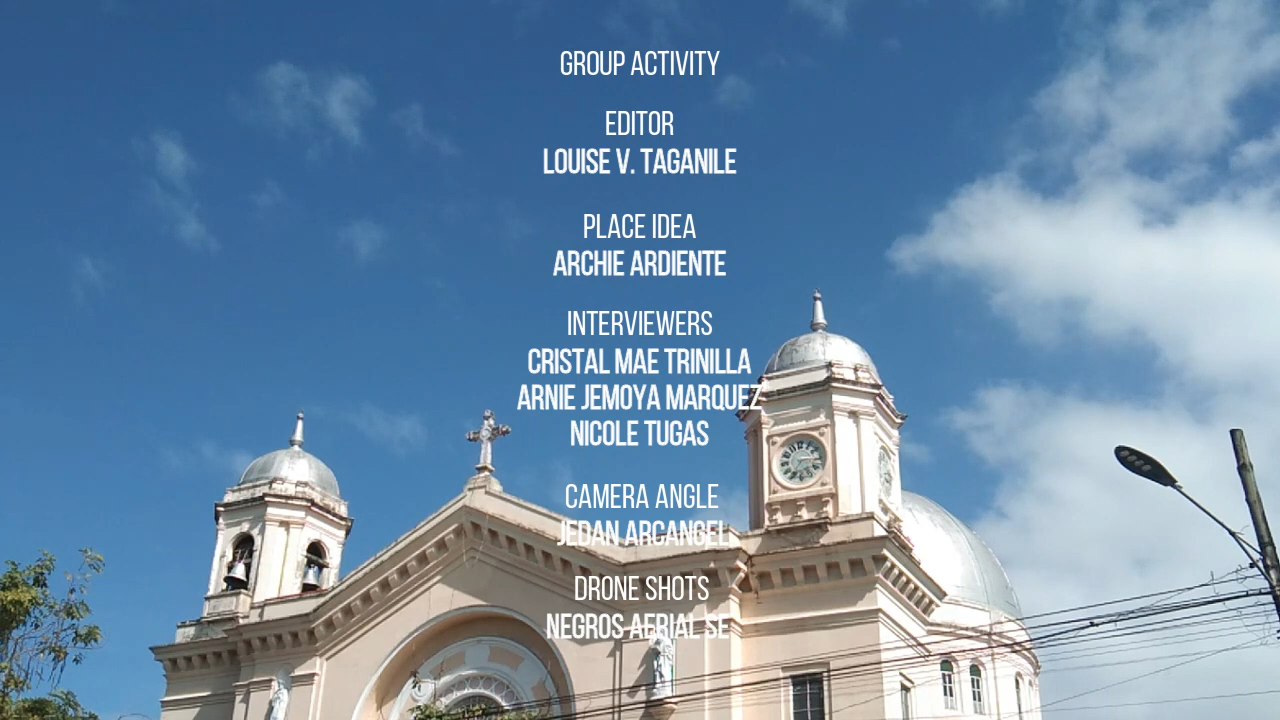 GROUP ACTIVITY
EDITOR
LOUISE V. TAGANILE
PLACE IDEA
ARCHIE ARDIENTE
INTERVIEWERS
CRISTAL MAE TRINILLA
ARNIE JEMOYA MARQUEZ
NICOLE TUGAS
CAMERA ANGLE
JEDAN ARCANGEL
DRONE SHOTS
NEGROS AERIAL SE